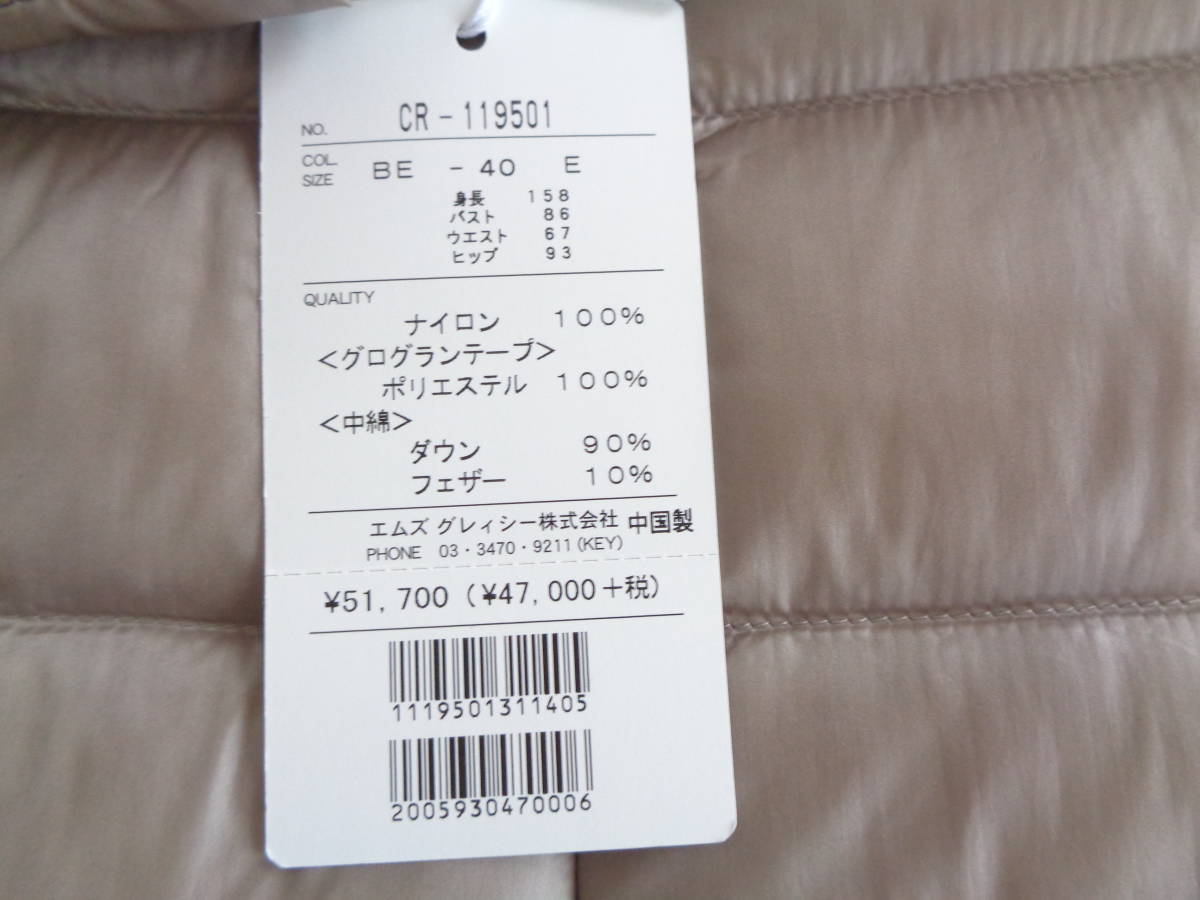 NO. CR-119501
COL.
SIZE BE -40 E
身長 158
バスト 86
ウエスト 67
ヒップ 93
QUALITY
ナイロン 100%
<グログランテープ>
ポリエステル 100%
<中綿>
ダウン 90%
フェザー 10%
エムズ グレィシー株式会社 中国製
PHONE 03・3470・9211(KEY)
¥51,700 (¥47,000+税)
1119501311405
2005930470006